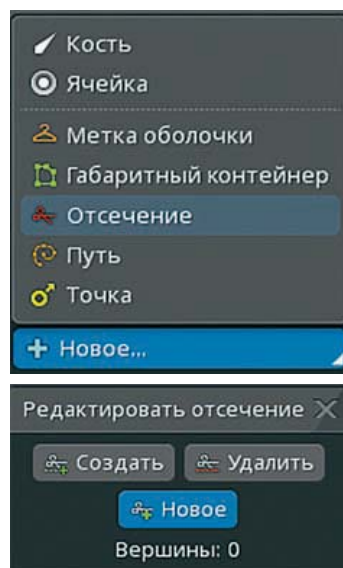 Кость
Ячейка
Метка оболочки
Габаритный контейнер
Отсечение
Путь
Точка
+ Новое...
Редактировать отсечение
Создать Удалить
Новое
Вершины: 0